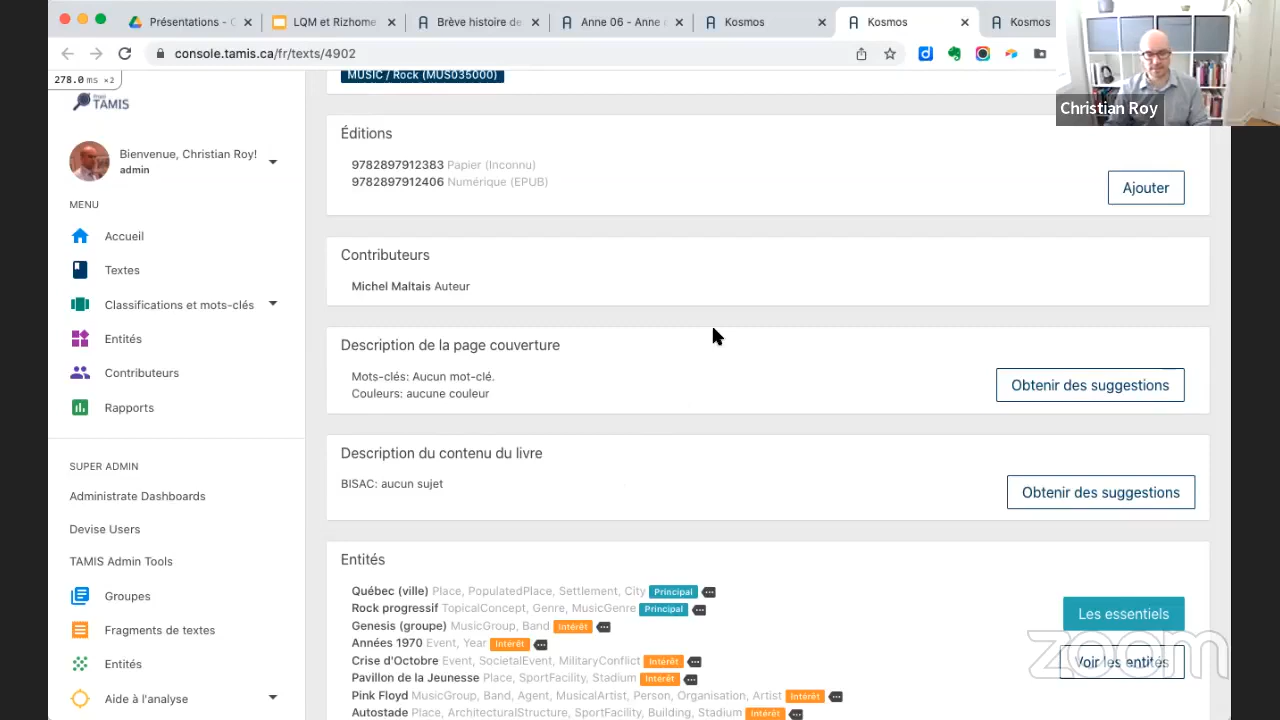 Présentations - C
LQM et Rizhome
Brève histoire de
Anne 06 - Anne d
Kosmos
Kosmos
Kosmos
console.tamis.ca/fr/texts/4902
278.0 ms ×2
TAMIS
MUSIC / Rock (MUS035000)
Christian Roy
Bienvenue, Christian Roy!
admin
MENU
Accueil
Textes
Classifications et mots-clés
Entités
Contributeurs
Rapports
SUPER ADMIN
Administrate Dashboards
Devise Users
TAMIS Admin Tools
Groupes
Fragments de textes
Entités
Aide à l'analyse
Éditions
9782897912383 Papier (Inconnu)
9782897912406 Numérique (EPUB)
Ajouter
Contributeurs
Michel Maltais Auteur
Description de la page couverture
Mots-clés: Aucun mot-clé.
Couleurs: aucune couleur
Obtenir des suggestions
Description du contenu du livre
BISAC: aucun sujet
Obtenir des suggestions
Entités
Québec (ville) Place, PopulatedPlace, Settlement, City Principal
Rock progressif TopicalConcept, Genre, MusicGenre Principal
Genesis (groupe) MusicGroup, Band Intérêt
Années 1970 Event, Year Intérêt
Crise d'Octobre Event, SocietalEvent, MilitaryConflict Intérêt
Pavillon de la Jeunesse Place, SportFacility, Stadium Intérêt
Pink Floyd MusicGroup, Band, Agent, MusicalArtist, Person, Organisation, Artist Intérêt
Autostade Place, ArchitecturalStructure, SportFacility, Building, Stadium Intérêt
Les essentiels
Voir les entités
zoom